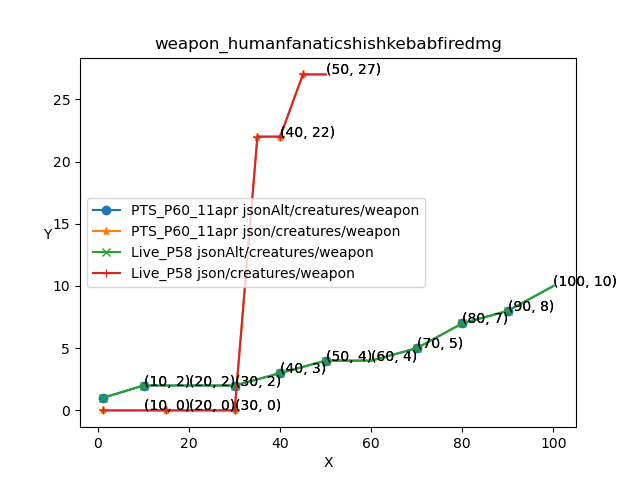 weapon_humanfanaticshishkebabfiredmg
(50, 27)
25
(40, 22)
20
PTS_P60_11apr jsonAlt/creatures/weapon
PTS_P60_11apr json/creatures/weapon
Live_P58 jsonAlt/creatures/weapon
Live_P58 json/creatures/weapon
Y
15
10
(100, 10)
(90, 8)
(80, 7)
5
(70, 5)
(50, 4)
(60, 4)
(40, 3)
(10, 2)
(20, 2)
(30, 2)
0
(10, 0)
(20, 0)
(30, 0)
0 20 40 60 80 100
X